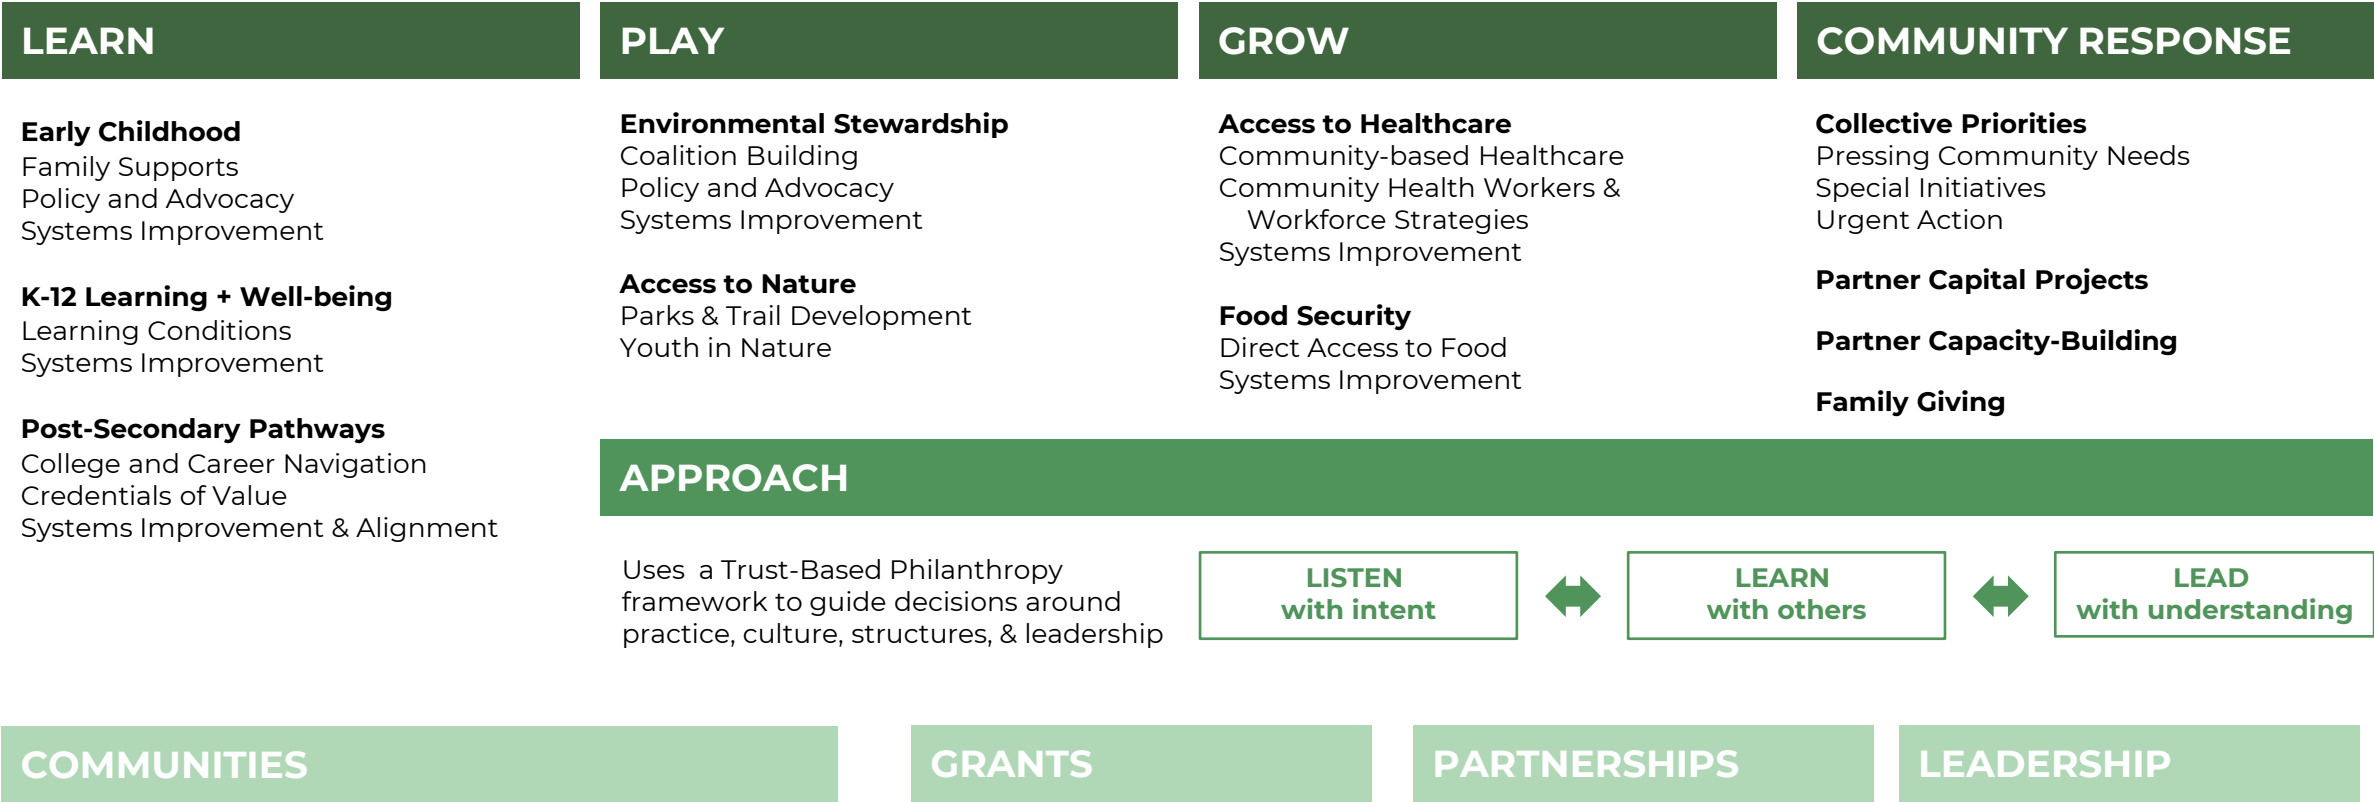 LEARN
Early Childhood
Family Supports
Policy and Advocacy
Systems Improvement
K-12 Learning + Well-being
Learning Conditions
Systems Improvement
Post-Secondary Pathways
College and Career Navigation
Credentials of Value
Systems Improvement & Alignment
PLAY
Environmental Stewardship
Coalition Building
Policy and Advocacy
Systems Improvement
Access to Nature
Parks & Trail Development
Youth in Nature
GROW
Access to Healthcare
Community-based Healthcare
Community Health Workers &
Workforce Strategies
Systems Improvement
Food Security
Direct Access to Food
Systems Improvement
COMMUNITY RESPONSE
Collective Priorities
Pressing Community Needs
Special Initiatives
Urgent Action
Partner Capital Projects
Partner Capacity-Building
Family Giving
APPROACH
Uses a Trust-Based Philanthropy
framework to guide decisions around
practice, culture, structures, & leadership
LISTEN
with intent
LEARN
with others
LEAD
with understanding
COMMUNITIES
GRANTS
PARTNERSHIPS
LEADERSHIP